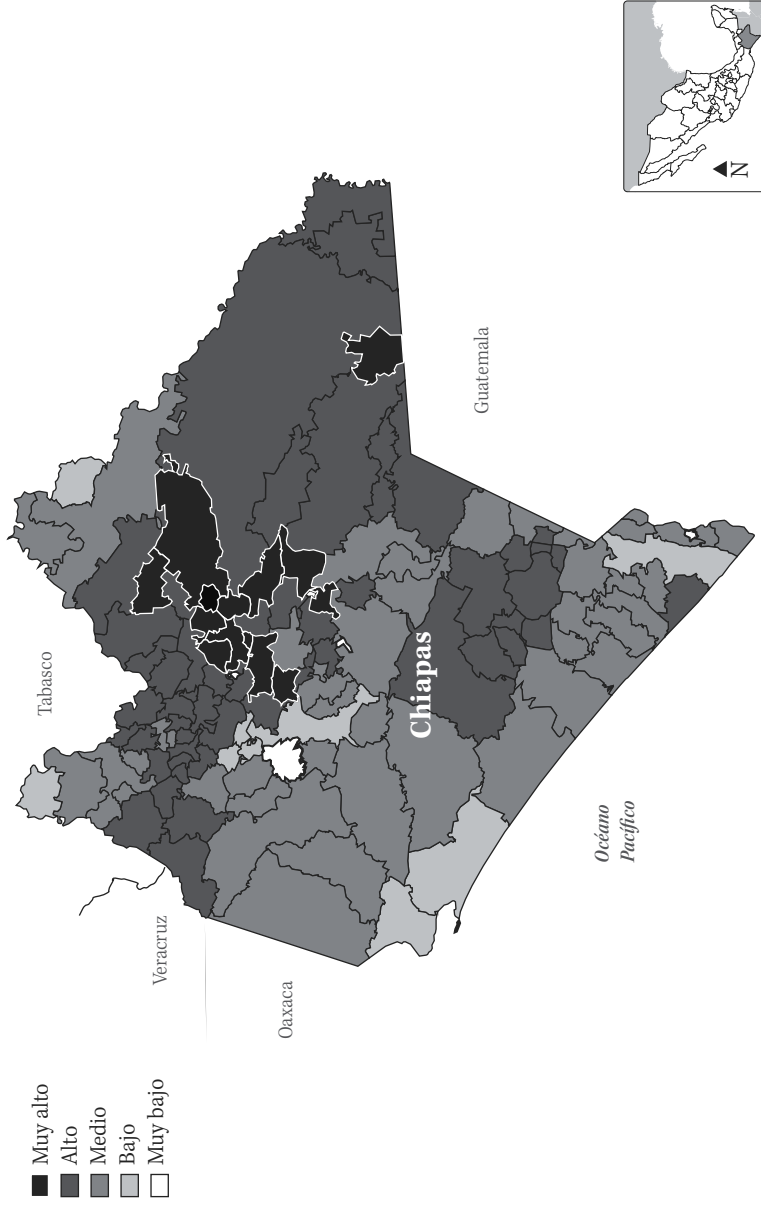 Muy alto
Alto
Medio
Bajo
Muy bajo
Veracruz
Tabasco
Oaxaca
Chiapas
Guatemala
Océano
Pacífico
N